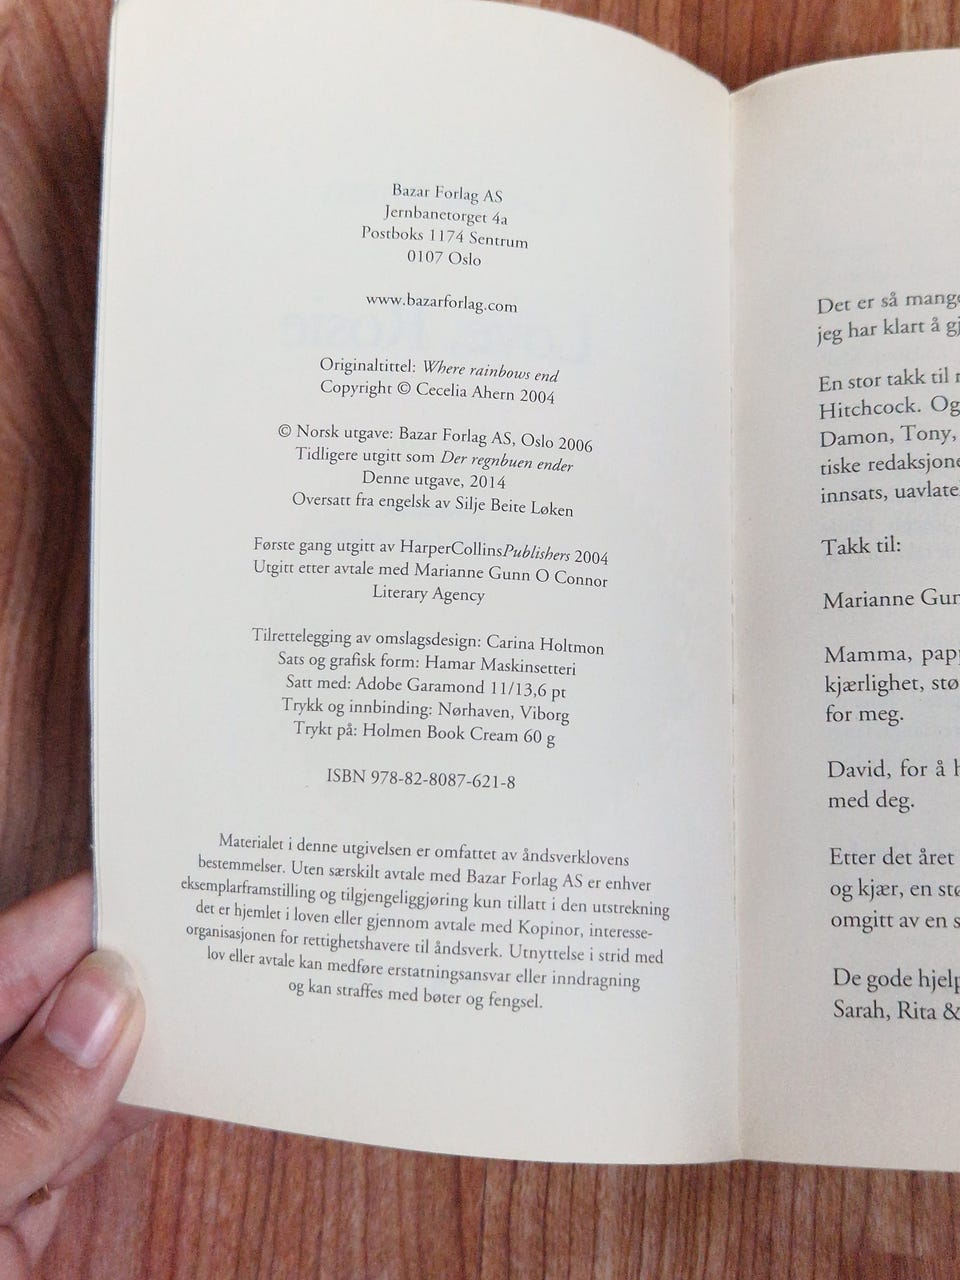 Bazar Forlag AS
Jernbanetorget 4a
Postboks 1174 Sentrum
0107 Oslo
www.bazarforlag.com
Originaltittel: Where rainbows end
Copyright © Cecelia Ahern 2004
© Norsk utgave: Bazar Forlag AS, Oslo 2006
Tidligere utgitt som Der regnbuen ender
Denne utgave, 2014
Oversatt fra engelsk av Silje Beite Løken
Første gang utgitt av HarperCollinsPublishers 2004
Utgitt etter avtale med Marianne Gunn O Connor
Literary Agency
Tilrettelegging av omslagsdesign: Carina Holtmon
Sats og grafisk form: Hamar Maskinsetteri
Satt med: Adobe Garamond 11/13,6 pt
Trykk og innbinding: Nørhaven, Viborg
Trykt på: Holmen Book Cream 60 g
ISBN 978-82-8087-621-8
Materialet i denne utgivelsen er omfattet av åndsverklovens
bestemmelser. Uten særskilt avtale med Bazar Forlag AS er enhver
eksemplarframstilling og tilgjengeliggjøring kun tillatt i den utstrekning
det er hjemlet i loven eller gjennom avtale med Kopinor, interesse-
organisasjonen for rettighetshavere til åndsverk. Utnyttelse i strid med
lov eller avtale kan medføre erstatningsansvar eller inndragning
og kan straffes med bøter og fengsel.
Det er så mange
jeg har klart å gj
En stor takk til
Hitchcock. Og
Damon, Tony,
tiske redaksjone
innsats, uavlate
Takk til:
Marianne Gun
Mamma, papp
kjærlighet, stø
for meg.
David, for å h
med deg.
Etter det året
og kjær, en stø
omgitt av en s
De gode hjelp
Sarah, Rita &